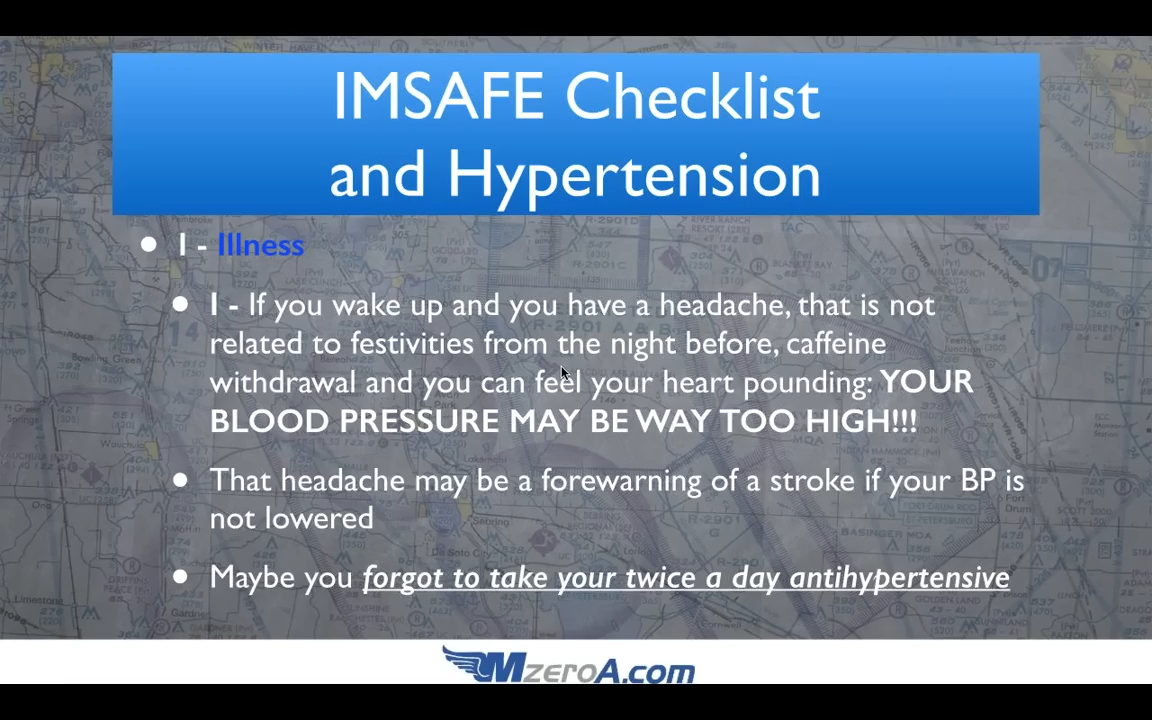 IMSAFE Checklist
and Hypertension
• I - Illness
• I - If you wake up and you have a headache, that is not
related to festivities from the night before, caffeine
withdrawal and you can feel your heart pounding: YOUR
BLOOD PRESSURE MAY BE WAY TOO HIGH!!!
• That headache may be a forewarning of a stroke if your BP is
not lowered
• Maybe you forgot to take your twice a day antihypertensive
MzeroA.com